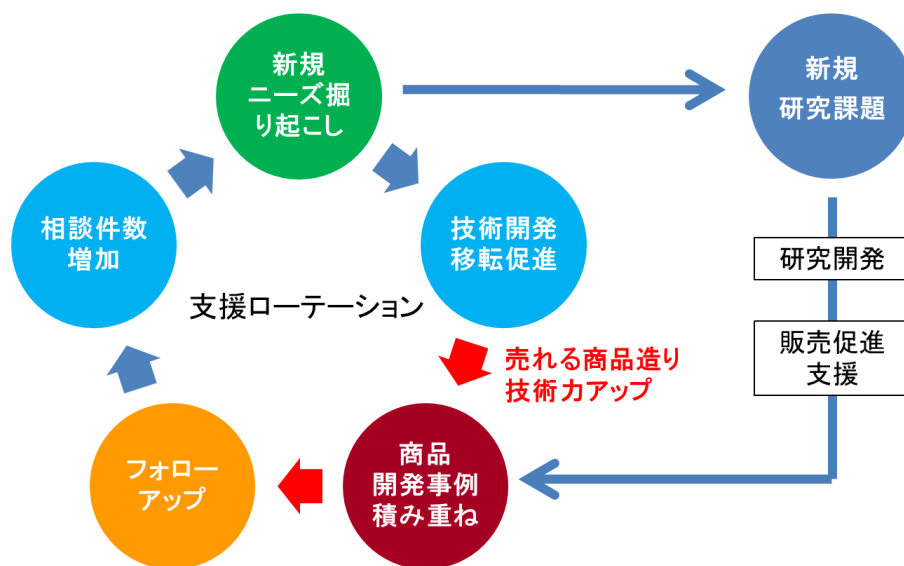 新規
ニーズ掘
り起こし
新規
研究課題
相談件数
増加
技術開発
移転促進
研究開発
支援ローテーション
販売促進
支援
売れる商品造り
技術力アップ
フォロー
アップ
商品
開発事例
積み重ね